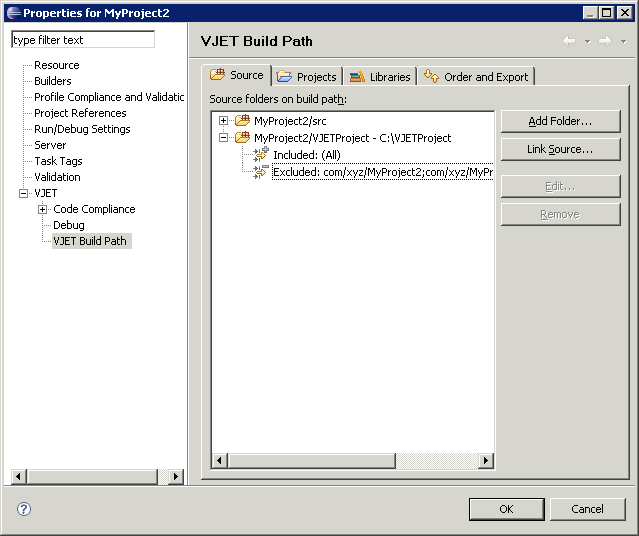 Properties for MyProject2
type filter text
Resource
Builders
Profile Compliance and Validatic
Project References
Run/Debug Settings
Server
Task Tags
Validation
VJET
Code Compliance
Debug
VJET Build Path
VJET Build Path
Source Projects Libraries Order and Export
Source folders on build path:
MyProject2/src
MyProject2/VJETProject - C:\VJETProject
Included: (All)
Excluded: com/xyz/MyProject2;com/xyz/MyPr
Add Folder...
Link Source...
Edit...
Remove
?
OK Cancel